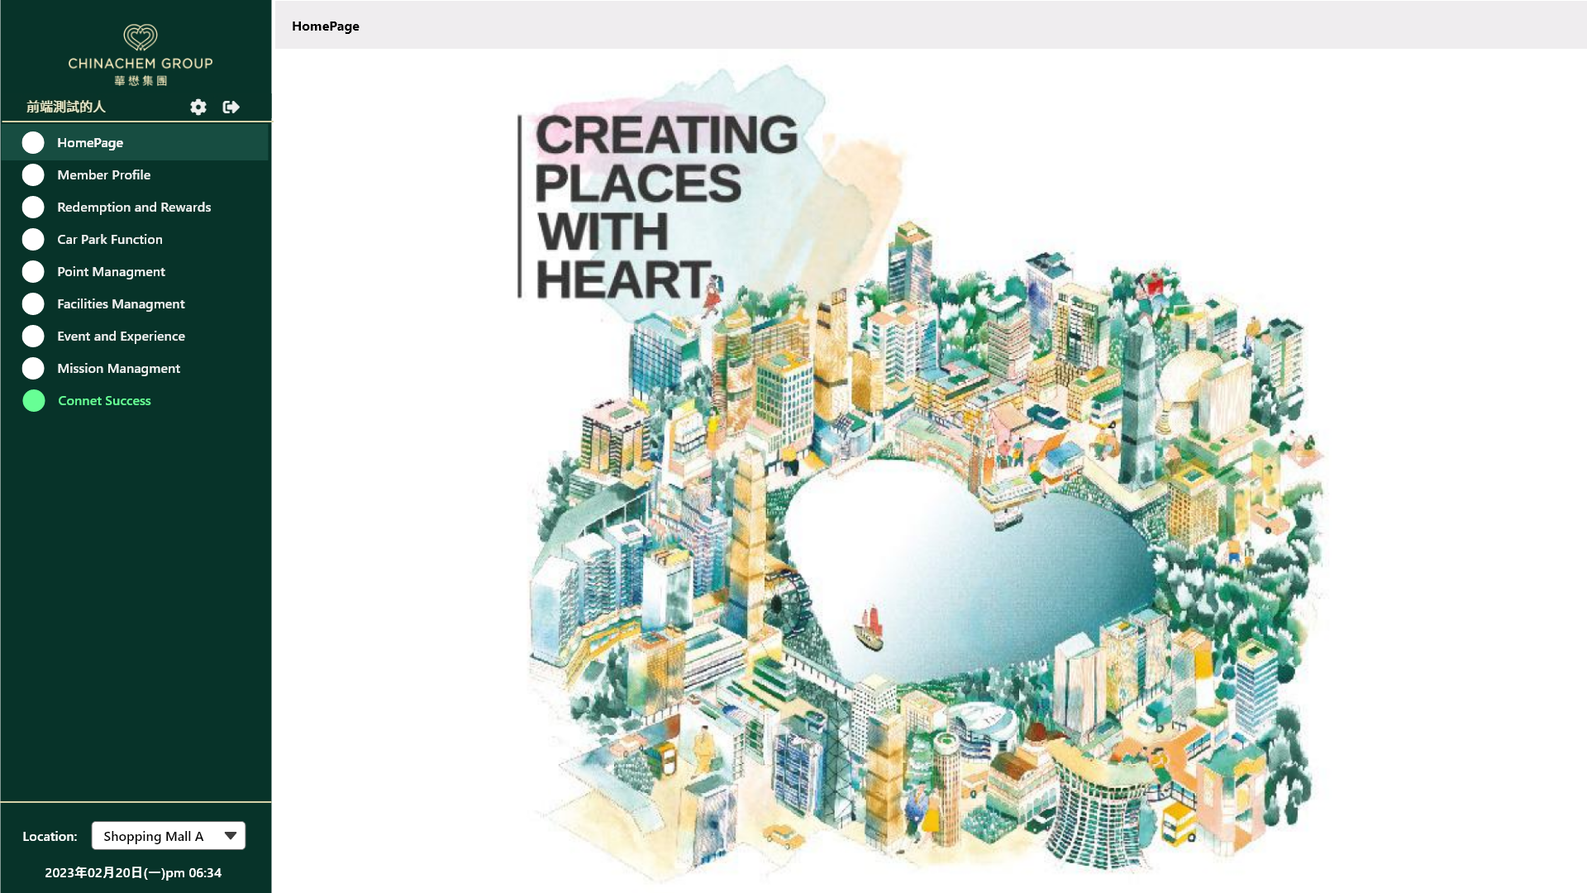 CHINACHEM GROUP
華懋集團
前端測試的人
HomePage
Member Profile
Redemption and Rewards
Car Park Function
Point Managment
Facilities Managment
Event and Experience
Mission Managment
Connet Success
Location:
Shopping Mall A
2023年02月20日(一)pm 06:34
HomePage
CREATING
PLACES
WITH
HEART